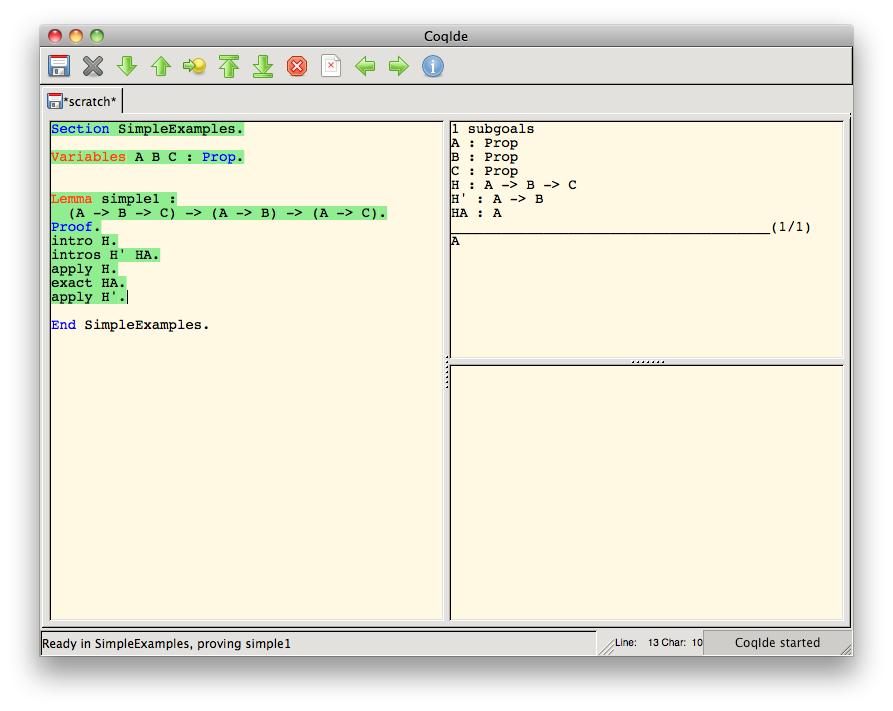 CoqIde
*scratch*
Section SimpleExamples.
Variables A B C : Prop.
Lemma simple1 :
(A -> B -> C) -> (A -> B) -> (A -> C).
Proof.
intro H.
intros H' HA.
apply H.
exact HA.
apply H'.
End SimpleExamples.
1 subgoals
A : Prop
B : Prop
C : Prop
H : A -> B -> C
H' : A -> B
HA : A
______________________________________(1/1)
A
Ready in SimpleExamples, proving simple1
Line: 13 Char: 10
CoqIde started